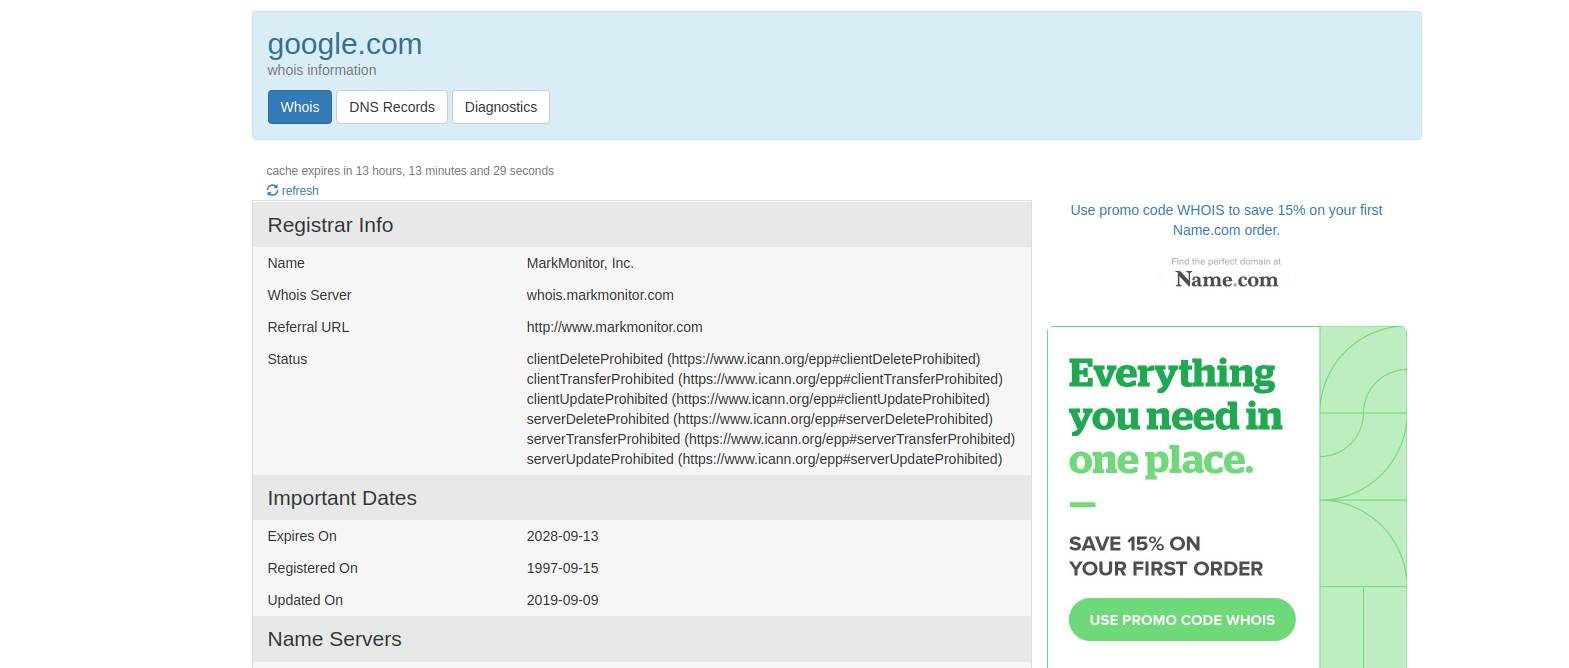 google.com
whois information
Whois DNS Records Diagnostics
cache expires in 13 hours, 13 minutes and 29 seconds
refresh
Registrar Info
Name MarkMonitor, Inc.
Whois Server whois.markmonitor.com
Referral URL http://www.markmonitor.com
Status clientDeleteProhibited (https://www.icann.org/epp#clientDeleteProhibited)
clientTransferProhibited (https://www.icann.org/epp#clientTransferProhibited)
clientUpdateProhibited (https://www.icann.org/epp#clientUpdateProhibited)
serverDeleteProhibited (https://www.icann.org/epp#serverDeleteProhibited)
serverTransferProhibited (https://www.icann.org/epp#serverTransferProhibited)
serverUpdateProhibited (https://www.icann.org/epp#serverUpdateProhibited)
Important Dates
Expires On 2028-09-13
Registered On 1997-09-15
Updated On 2019-09-09
Name Servers
Use promo code WHOIS to save 15% on your first
Name.com order.
Find the perfect domain at
Name.com
Everything
you need in
one place.
SAVE 15% ON
YOUR FIRST ORDER
USE PROMO CODE WHOIS